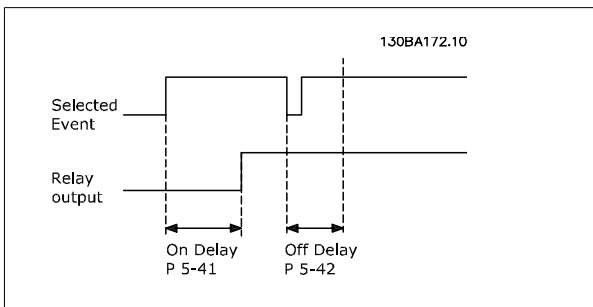 130BA172.10
Selected
Event
Relay
output
On Delay
P 5-41
Off Delay
P 5-42